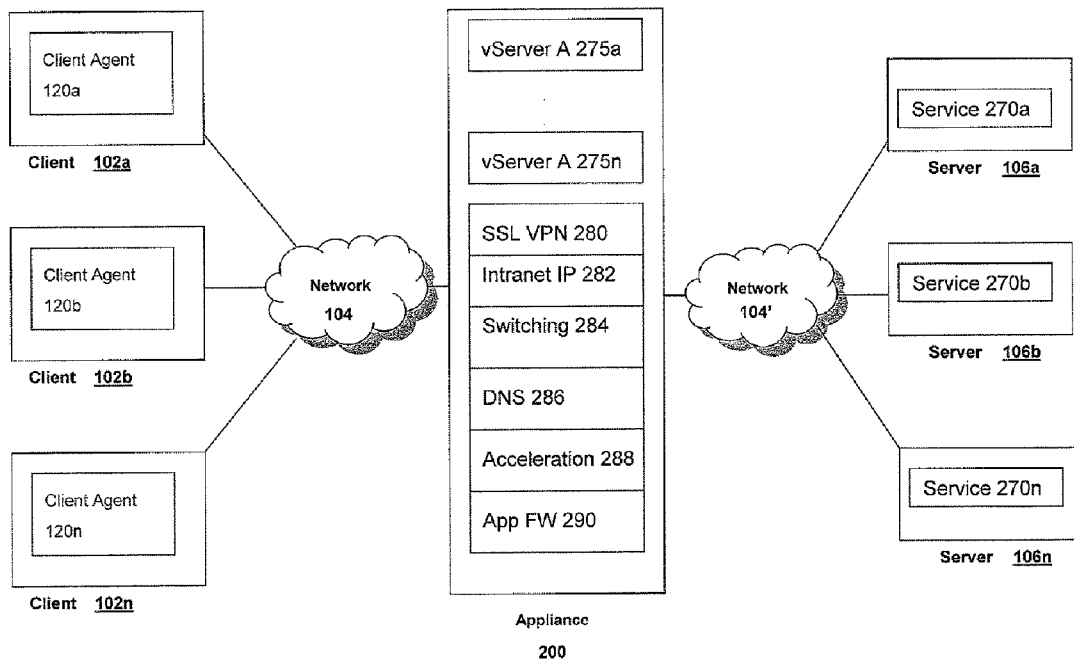 Client Agent
120a
Client 102a
Client Agent
120b
Client 102b
Client Agent
120n
Client 102n
Network
104
vServer A 275a
vServer A 275n
SSL VPN 280
Intranet IP 282
Switching 284
DNS 286
Acceleration 288
App FW 290
Appliance
200
Network
104'
Service 270a
Server 106a
Service 270b
Server 106b
Service 270n
Server 106n